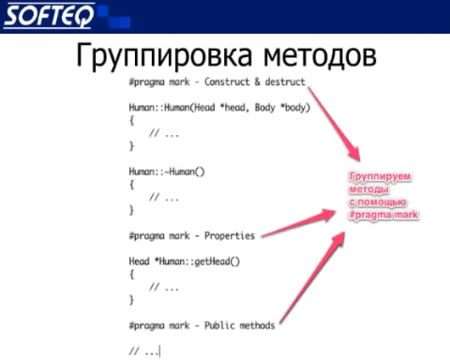 SOFTEQ
Группировка методов
#pragma mark - Construct & destruct
Human::Human(Head *head, Body *body)
{
// ...
}
Human::~Human()
{
// ...
}
#pragma mark - Properties
Head *Human::getHead()
{
// ...
}
#pragma mark - Public methods
// ...
Группируем
методы
с помощью
#pragma mark